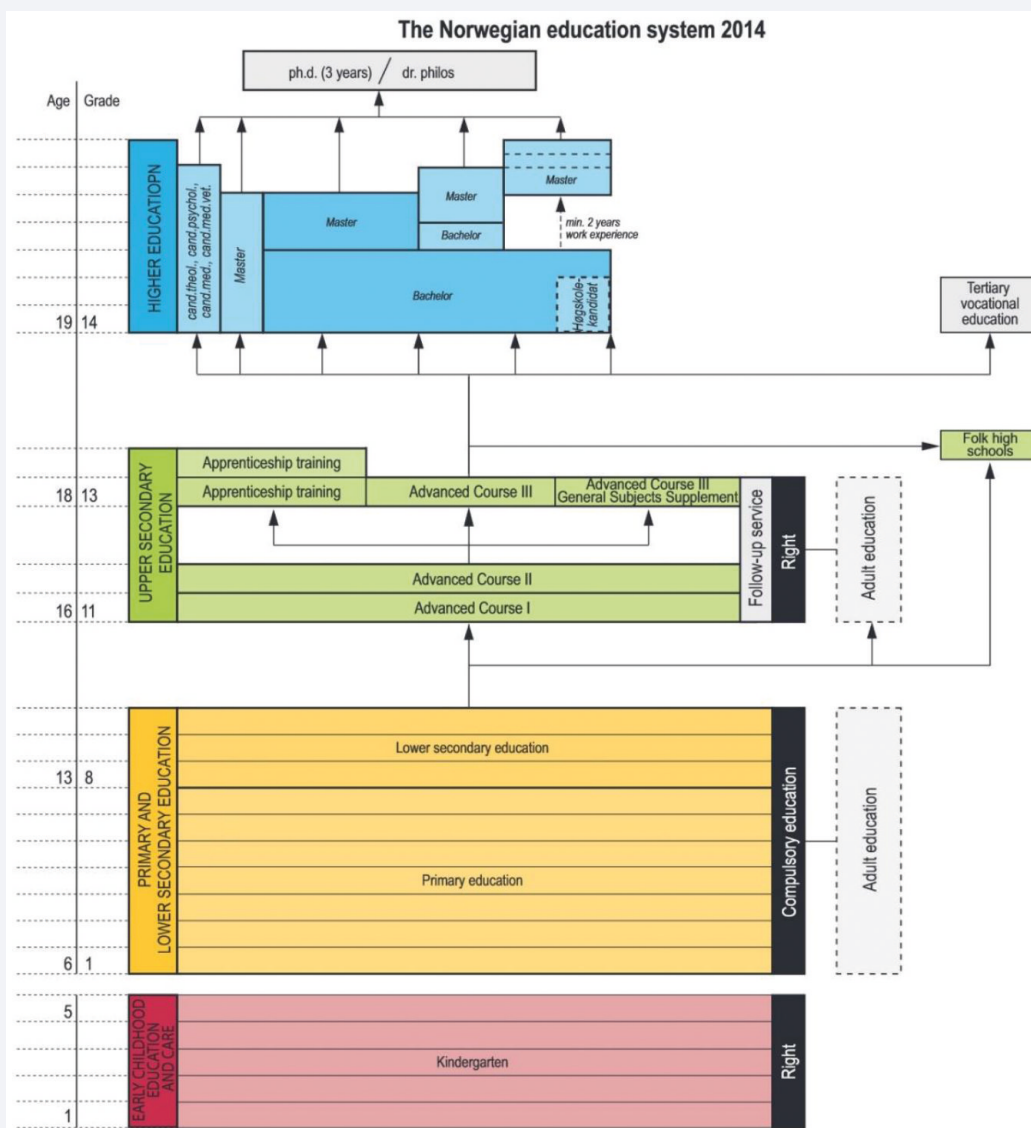 The Norwegian education system 2014
ph.d. (3 years) / dr. philos
Age Grade
HIGHER EDUCATIOPN
cand.theol., cand.psychol.,
cand.med., cand.med.vet.
Master
Master
Master
Bachelor
Master
min. 2 years
work experience
Bachelor
Høgskole-
kandidat
19 14
Tertiary
vocational
education
Folk high
schools
UPPER SECONDARY
EDUCATION
Apprenticeship training
18 13
Apprenticeship training
Advanced Course III
Advanced Course III
General Subjects Supplement
Advanced Course II
16 11
Advanced Course I
Follow-up service
Right
Adult education
PRIMARY AND
LOWER SECONDARY EDUCATION
Lower secondary education
13 8
Primary education
6 1
Compulsory education
Adult education
EARLY CHILDHOOD
EDUCATION
AND CARE
5
Kindergarten
1
Right